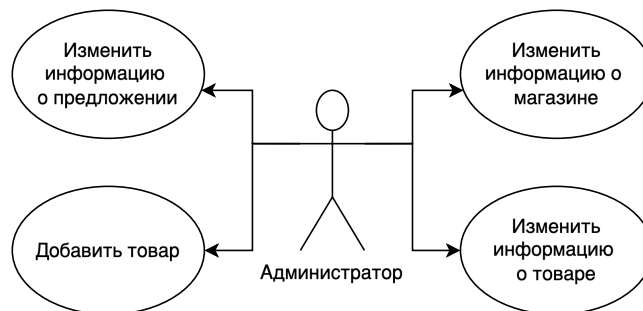 Изменить
информацию
о предложении
Изменить
информацию о
магазине
Добавить товар
Администратор
Изменить
информацию
о товаре